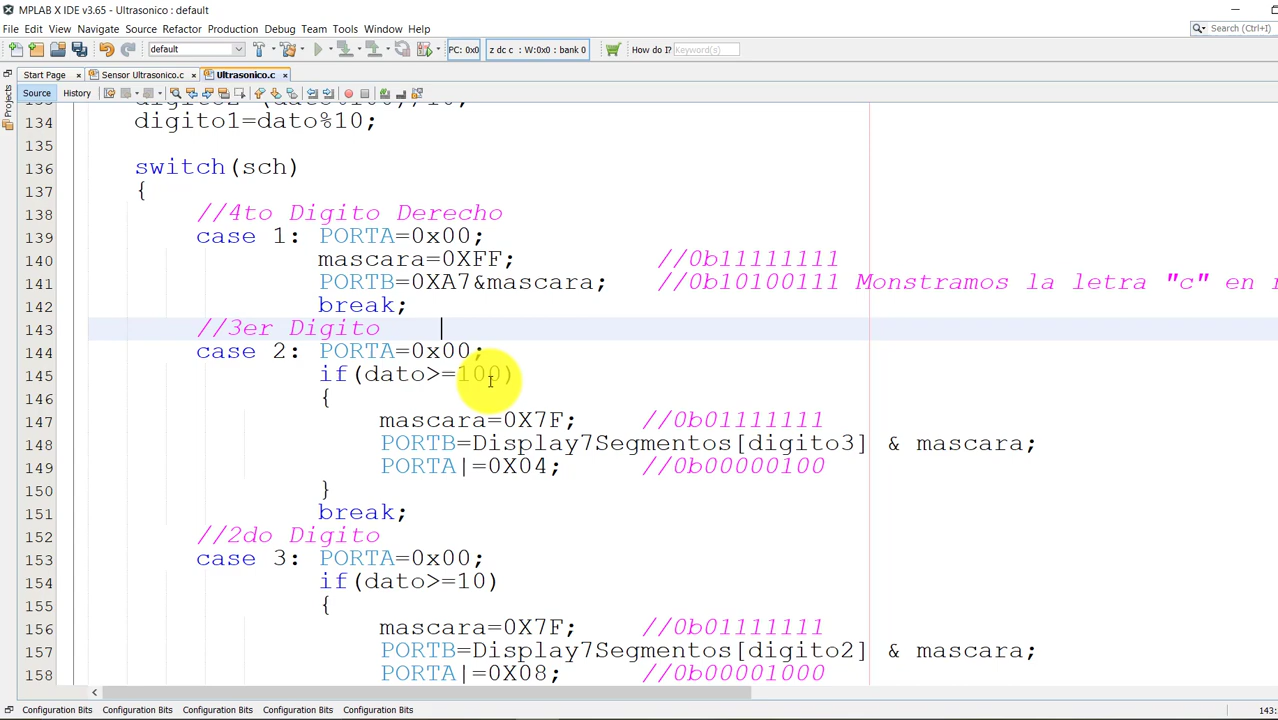 MPLAB X IDE v3.65 - Ultrasonico : default
File Edit View Navigate Source Refactor Production Debug Team Tools Window Help
Search (Ctrl+I)
default PC: 0x0 z dc c : W:0x0 : bank 0 How do I? Keyword(s)
Start Page Sensor Ultrasonico.c Ultrasonico.c
Source History
Projects
134 digito1=dato%10;
135
136 switch(sch)
137 {
138 //4to Digito Derecho
139 case 1: PORTA=0x00;
140 mascara=0XFF; //0b11111111
141 PORTB=0XA7&mascara; //0b10100111 Monstramos la letra "c" en
142 break;
143 //3er Digito
144 case 2: PORTA=0x00;
145 if(dato>=100)
146 {
147 mascara=0X7F; //0b01111111
148 PORTB=Display7Segmentos[digito3] & mascara;
149 PORTA|=0X04; //0b00000100
150 }
151 break;
152 //2do Digito
153 case 3: PORTA=0x00;
154 if(dato>=10)
155 {
156 mascara=0X7F; //0b01111111
157 PORTB=Display7Segmentos[digito2] & mascara;
158 PORTA|=0X08; //0b00001000
Configuration Bits Configuration Bits Configuration Bits Configuration Bits Configuration Bits
143: